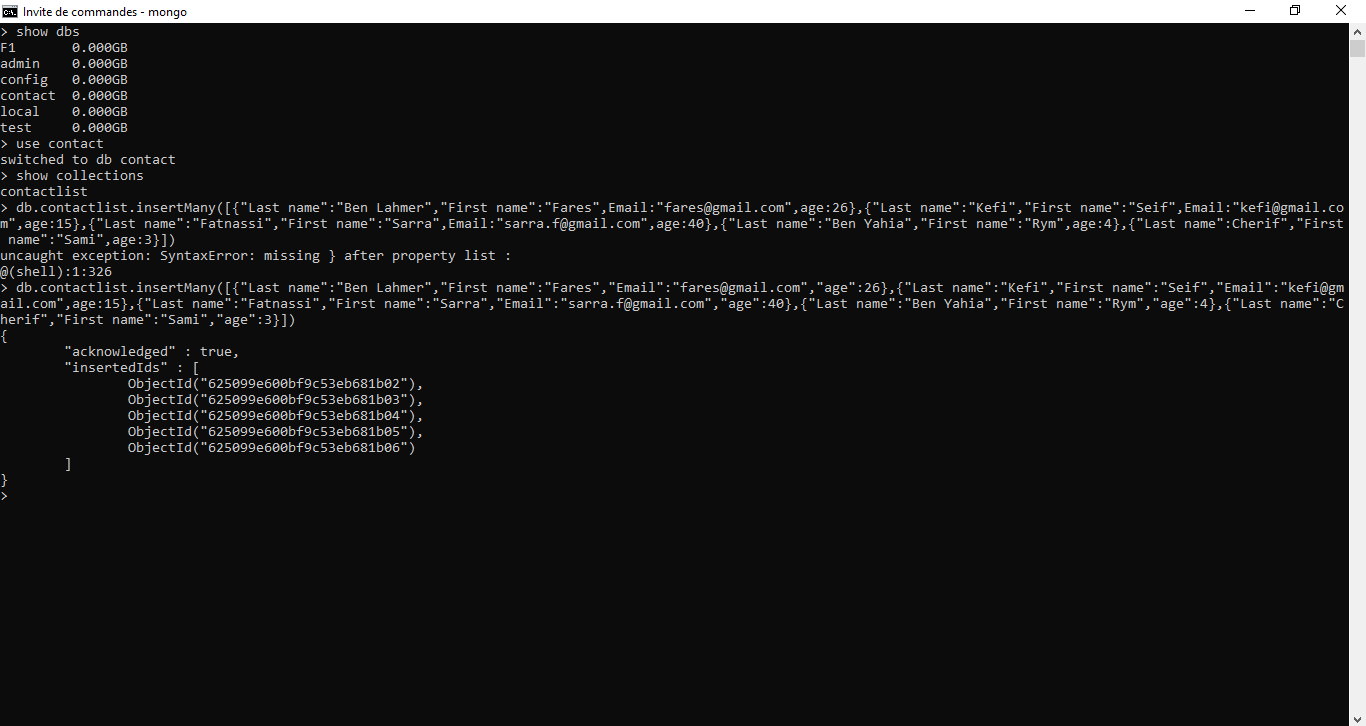 Invite de commandes - mongo
> show dbs
F1       0.000GB
admin    0.000GB
config   0.000GB
contact  0.000GB
local    0.000GB
test     0.000GB
> use contact
switched to db contact
> show collections
contactlist
> db.contactlist.insertMany([{"Last name":"Ben Lahmer","First name":"Fares",Email:"fares@gmail.com",age:26},{"Last name":"Kefi","First name":"Seif",Email:"kefi@gmail.co
m",age:15},{"Last name":"Fatnassi","First name":"Sarra",Email:"sarra.f@gmail.com",age:40},{"Last name":"Ben Yahia","First name":"Rym",age:4},{"Last name":Cherif","First
 name":"Sami",age:3}])
uncaught exception: SyntaxError: missing } after property list :
@(shell):1:326
> db.contactlist.insertMany([{"Last name":"Ben Lahmer","First name":"Fares","Email":"fares@gmail.com","age":26},{"Last name":"Kefi","First name":"Seif","Email":"kefi@gm
ail.com",age:15},{"Last name":"Fatnassi","First name":"Sarra","Email":"sarra.f@gmail.com","age":40},{"Last name":"Ben Yahia","First name":"Rym","age":4},{"Last name":"C
herif","First name":"Sami","age":3}])
{
        "acknowledged" : true,
        "insertedIds" : [
                ObjectId("625099e600bf9c53eb681b02"),
                ObjectId("625099e600bf9c53eb681b03"),
                ObjectId("625099e600bf9c53eb681b04"),
                ObjectId("625099e600bf9c53eb681b05"),
                ObjectId("625099e600bf9c53eb681b06")
        ]
}
>